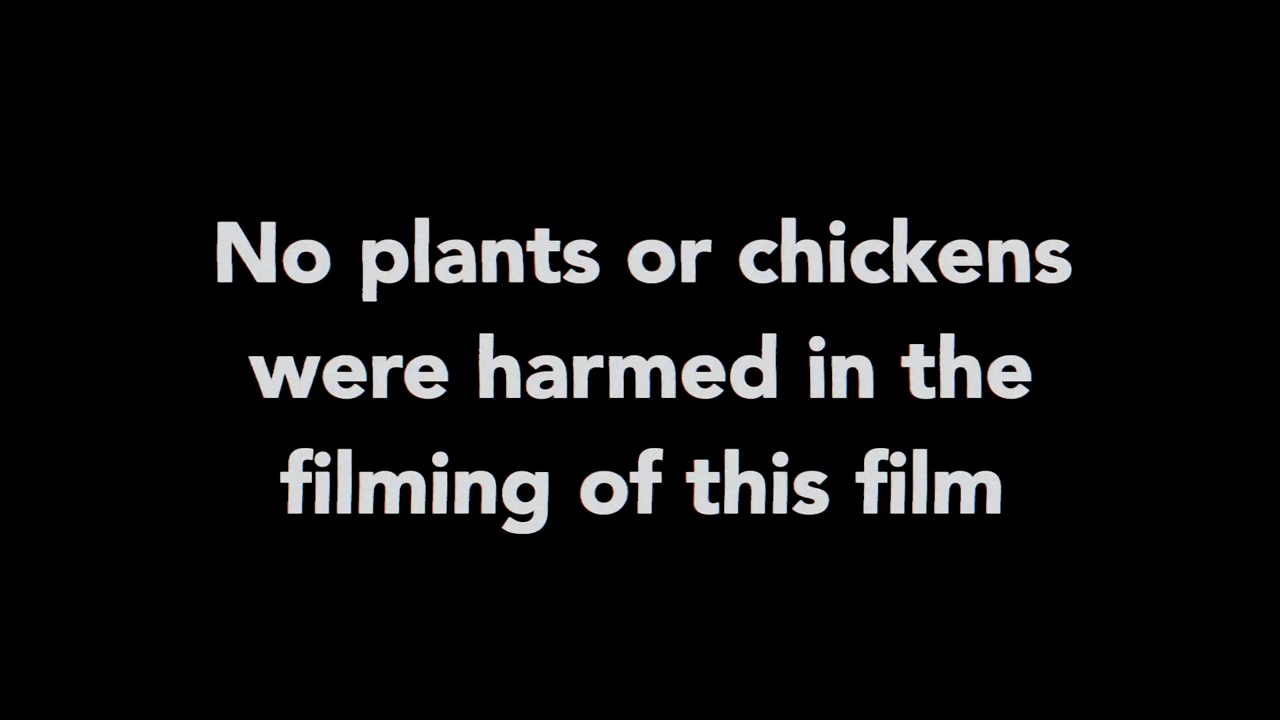 No plants or chickens
were harmed in the
filming of this film